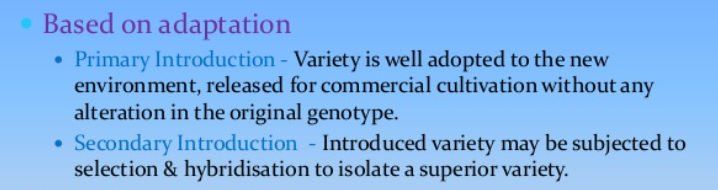 Based on adaptation
Primary Introduction - Variety is well adopted to the new
environment, released for commercial cultivation without any
alteration in the original genotype.
Secondary Introduction - Introduced variety may be subjected to
selection & hybridisation to isolate a superior variety.